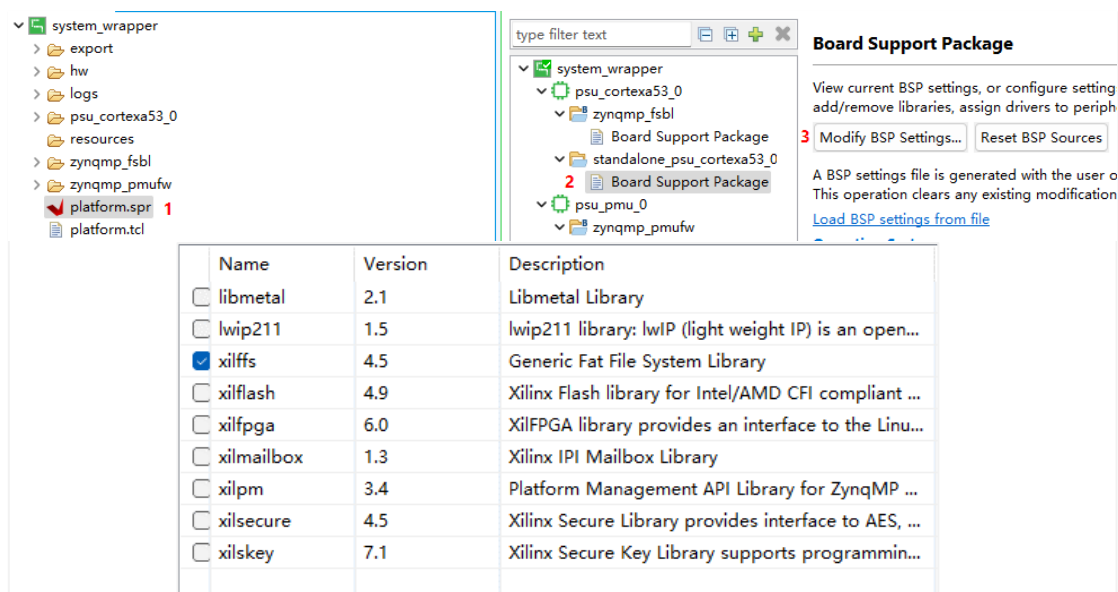 system_wrapper
export
hw
logs
psu_cortexa53_0
resources
zynqmp_fsbl
zynqmp_pmufw
platform.spr 1
platform.tcl
type filter text
system_wrapper
psu_cortexa53_0
zynqmp_fsbl
Board Support Package
standalone_psu_cortexa53_0
2 Board Support Package
psu_pmu_0
zynqmp_pmufw
Board Support Package
View current BSP settings, or configure setting
add/remove libraries, assign drivers to periph
3 Modify BSP Settings... Reset BSP Sources
A BSP settings file is generated with the user o
This operation clears any existing modification
Load BSP settings from file
Name Version Description
libmetal 2.1 Libmetal Library
lwip211 1.5 lwip211 library: lwIP (light weight IP) is an open...
xilffs 4.5 Generic Fat File System Library
xilflash 4.9 Xilinx Flash library for Intel/AMD CFI compliant ...
xilfpga 6.0 XilFPGA library provides an interface to the Linu...
xilmailbox 1.3 Xilinx IPI Mailbox Library
xilpm 3.4 Platform Management API Library for ZynqMP ...
xilsecure 4.5 Xilinx Secure Library provides interface to AES, ...
xilskey 7.1 Xilinx Secure Key Library supports programmin...